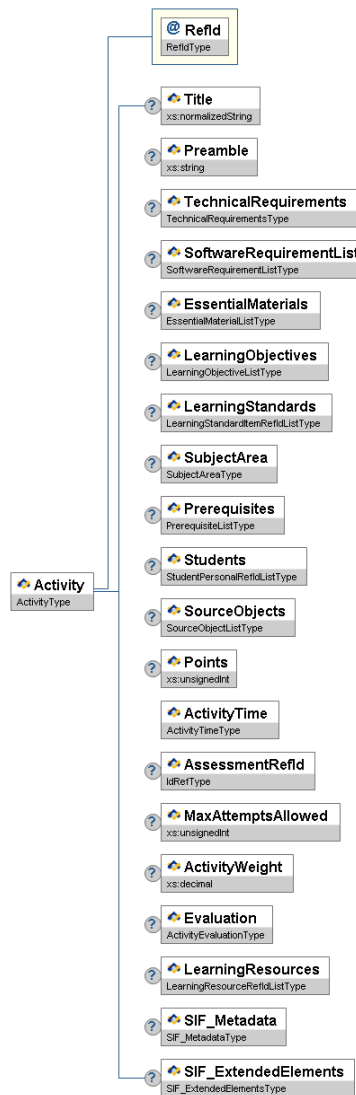 @ RefId
RefIdType
? Title
xs:normalizedString
? Preamble
xs:string
? TechnicalRequirements
TechnicalRequirementsType
? SoftwareRequirementList
SoftwareRequirementListType
? EssentialMaterials
EssentialMaterialListType
? LearningObjectives
LearningObjectiveListType
? LearningStandards
LearningStandardItemRefIdListType
? SubjectArea
SubjectAreaType
? Prerequisites
PrerequisiteListType
? Students
StudentPersonalRefIdListType
Activity
ActivityType
? SourceObjects
SourceObjectListType
? Points
xs:unsignedInt
ActivityTime
ActivityTimeType
? AssessmentRefId
IdRefType
? MaxAttemptsAllowed
xs:unsignedInt
? ActivityWeight
xs:decimal
? Evaluation
ActivityEvaluationType
? LearningResources
LearningResourceRefIdListType
? SIF_Metadata
SIF_MetadataType
? SIF_ExtendedElements
SIF_ExtendedElementsType